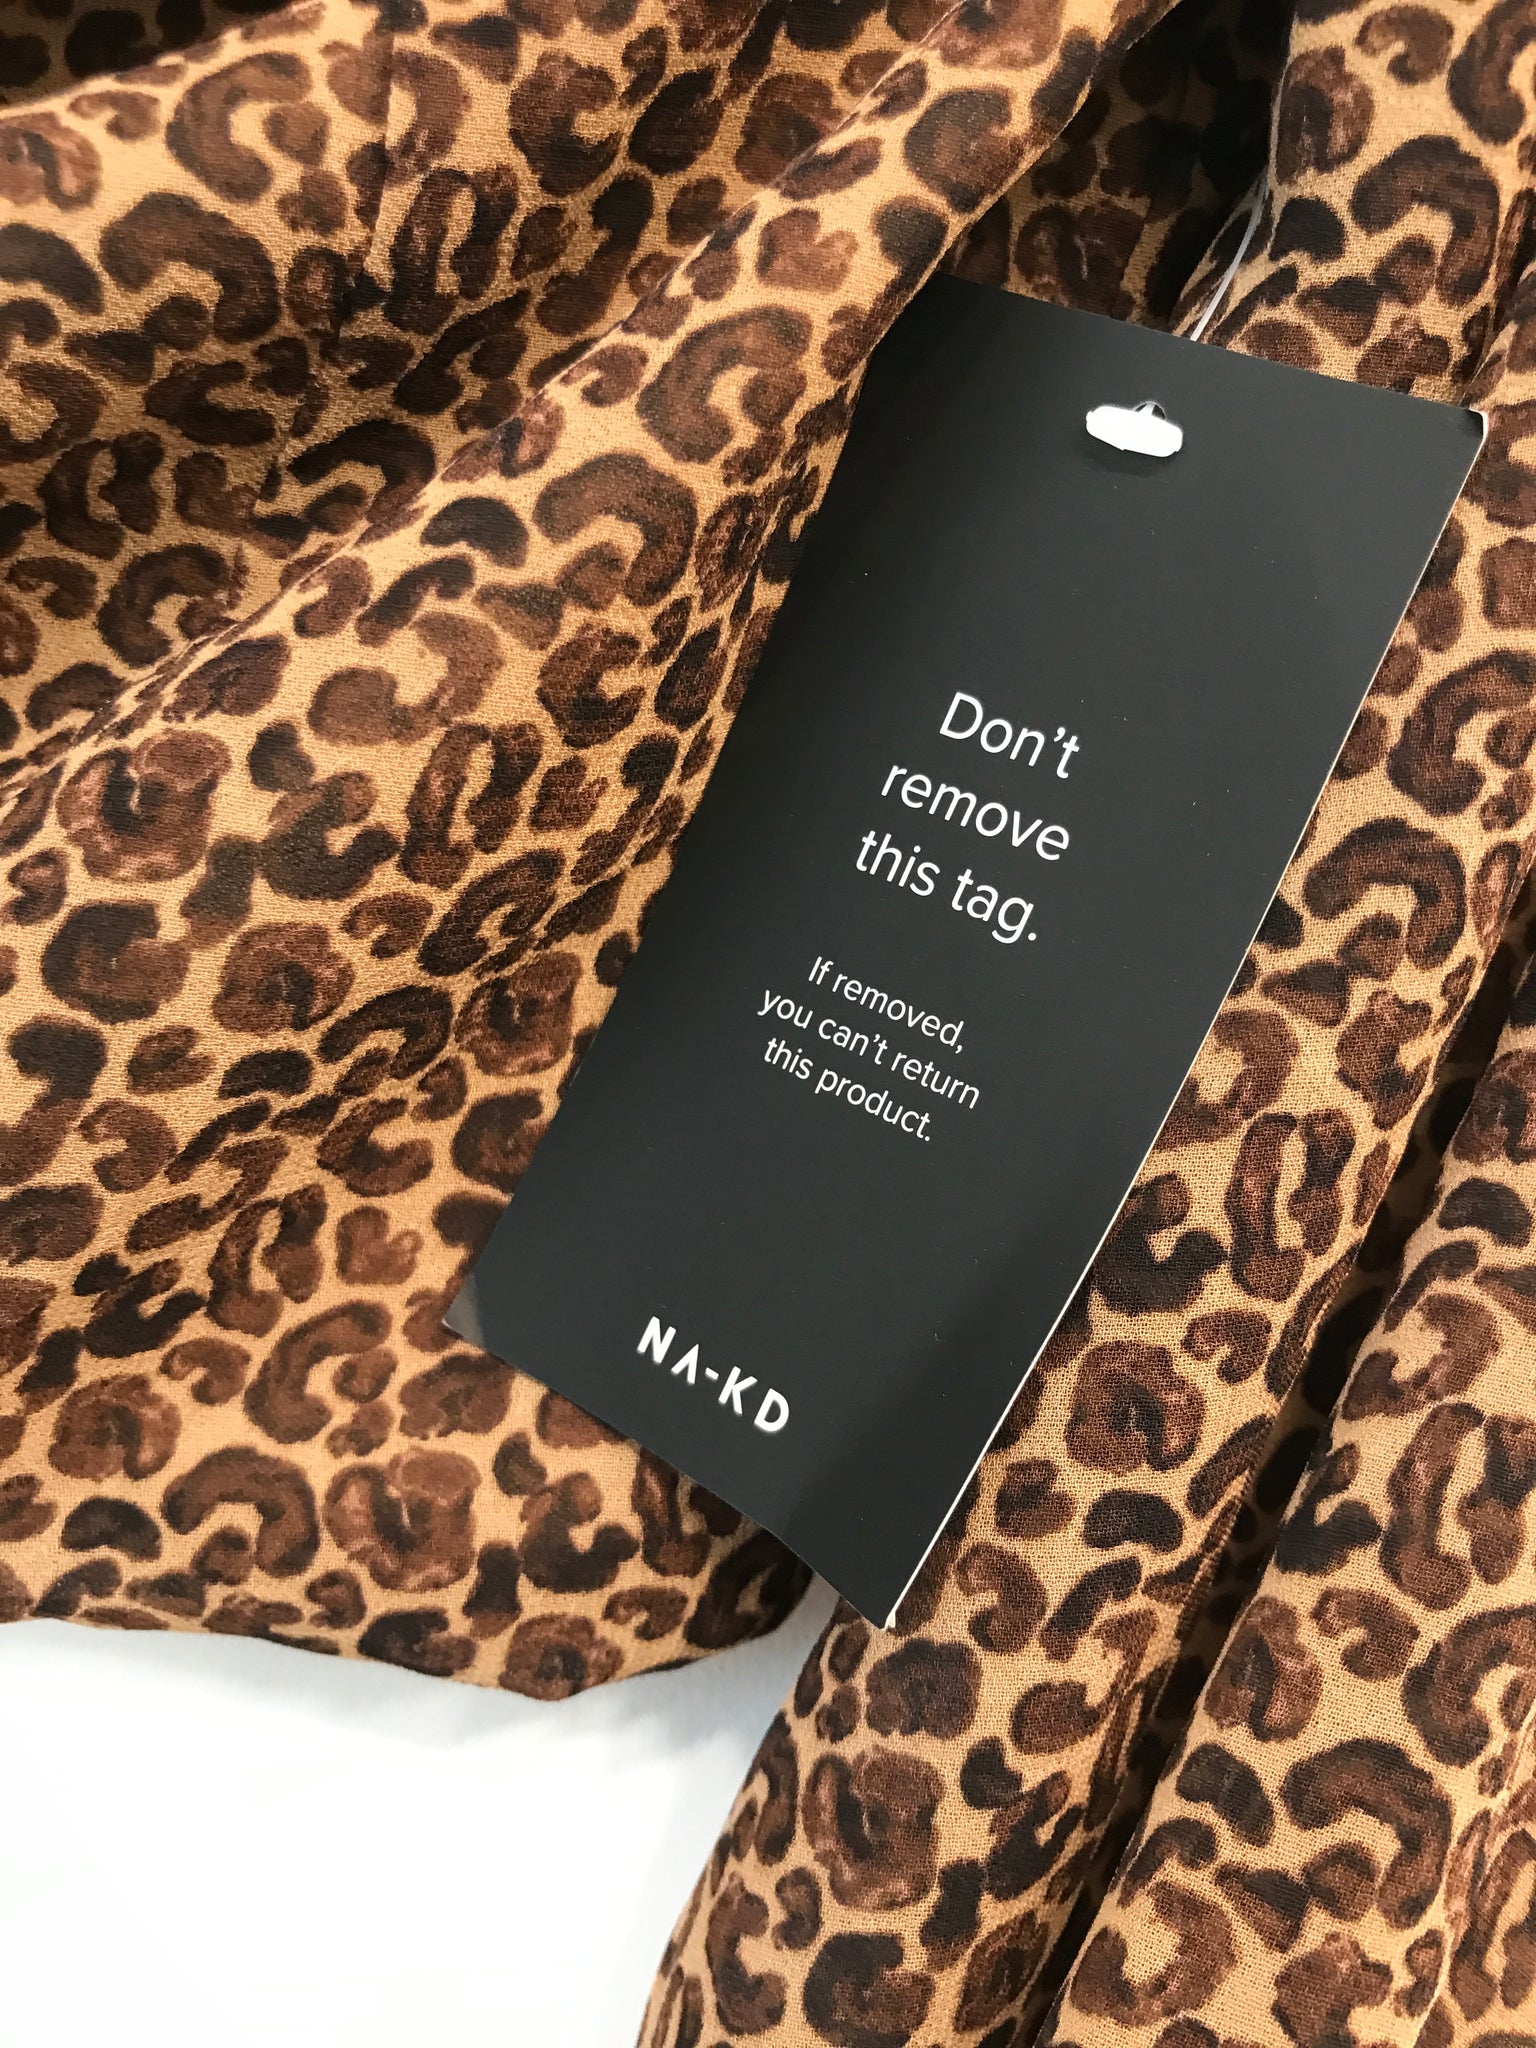 Don't
remove
this tag.
If removed,
you can't return
this product.
NA-KD